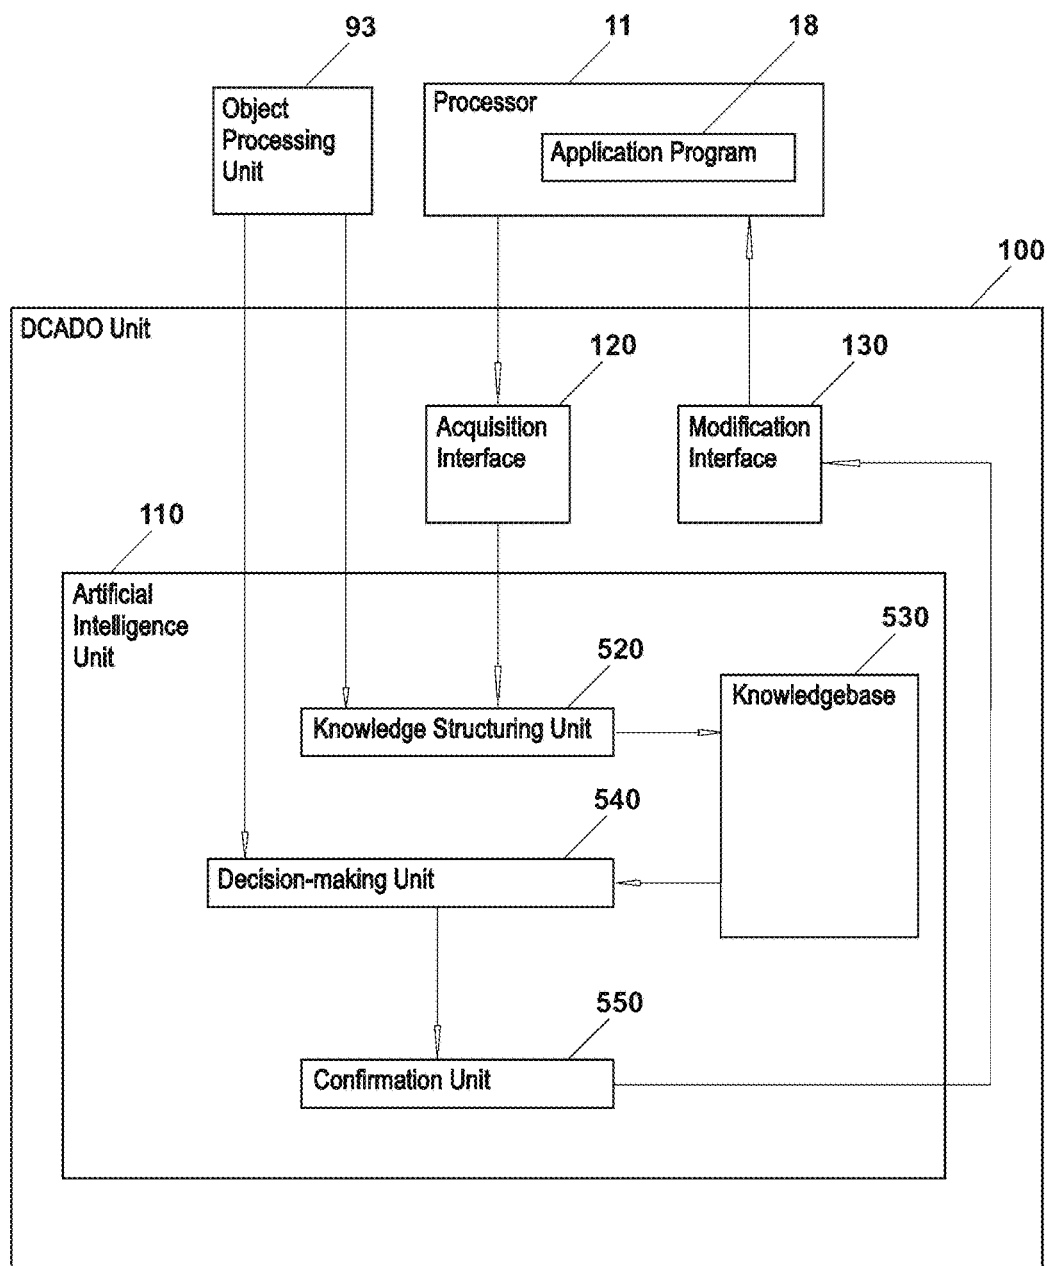 93
11
18
Object
Processing
Unit
Processor
Application Program
100
DCADO Unit
120
130
Acquisition
Interface
Modification
Interface
110
Artificial
Intelligence
Unit
520
530
Knowledge Structuring Unit
Knowledgebase
540
Decision-making Unit
550
Confirmation Unit